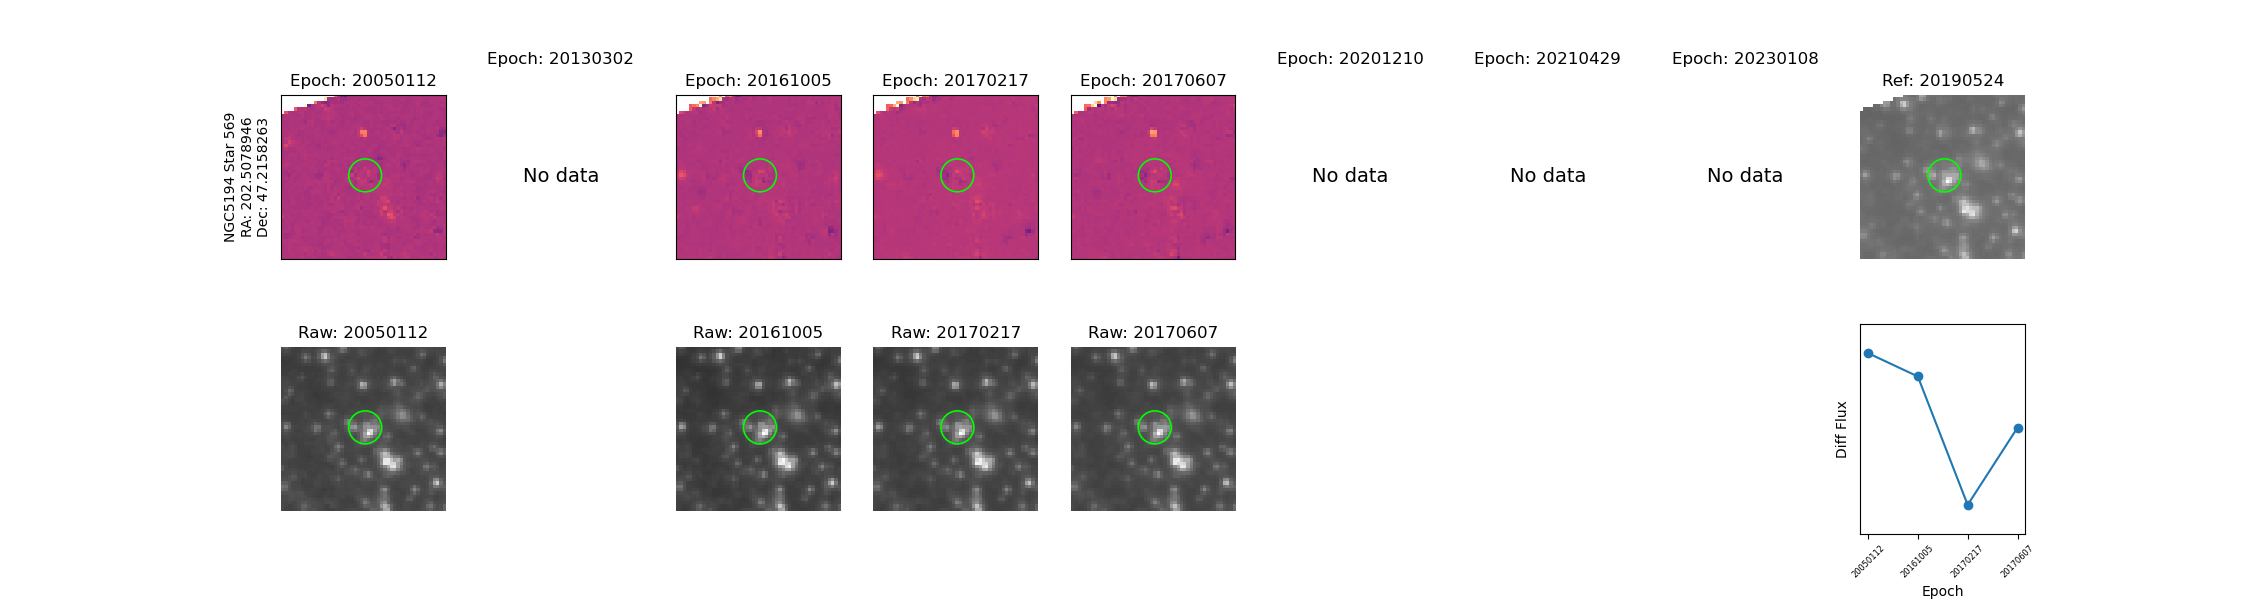 Epoch: 20050112
Epoch: 20130302
Epoch: 20161005
Epoch: 20170217
Epoch: 20170607
Epoch: 20201210
Epoch: 20210429
Epoch: 20230108
Ref: 20190524
NGC5194 Star 569
RA: 202.5078946
Dec: 47.2158263
No data
No data
No data
No data
Raw: 20050112
Raw: 20161005
Raw: 20170217
Raw: 20170607
Diff Flux
20050112
20161005
20170217
20170607
Epoch